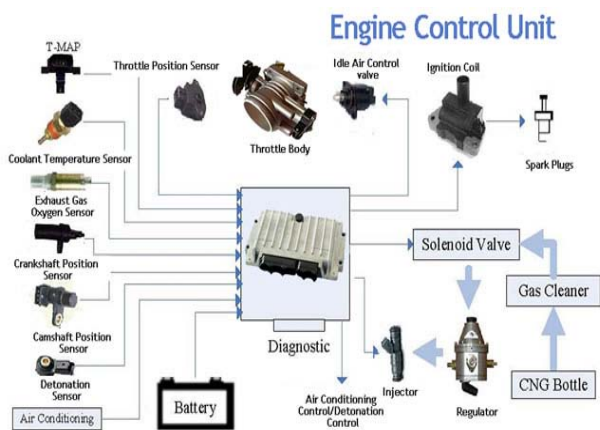 Engine Control Unit
T-MAP
Throttle Position Sensor
Throttle Body
Idle Air Control
valve
Ignition Coil
Spark Plugs
Coolant Temperature Sensor
Exhaust Gas
Oxygen Sensor
Crankshaft Position
Sensor
Camshaft Position
Sensor
Detonation
Sensor
Air Conditioning
Battery
Diagnostic
Air Conditioning
Control/Detonation
Control
Injector
Regulator
Solenoid Valve
Gas Cleaner
CNG Bottle